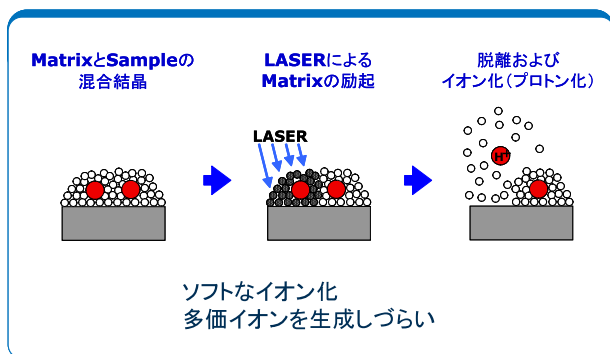 MatrixとSampleの
混合結晶
LASERによる
Matrixの励起
脱離および
イオン化(プロトン化)
LASER
H+
ソフトなイオン化
多価イオンを生成しづらい